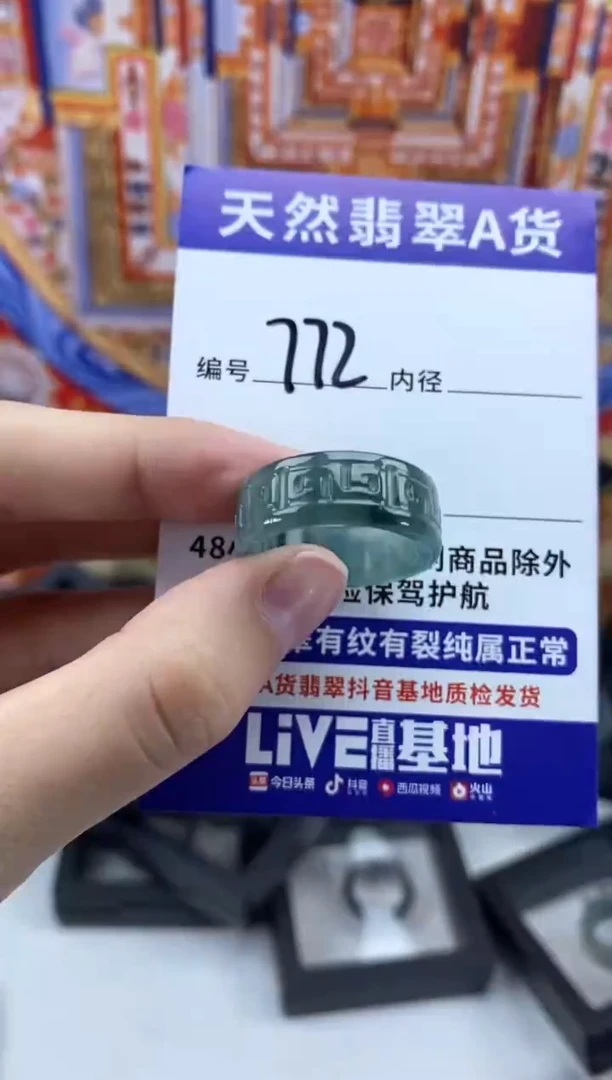 天然翡翠A货
编号 772 内径
48 商品除外
保驾护航
有纹有裂纯属正常
A货翡翠抖音基地质检发货
LiVE直播基地
头条 今日头条 抖音 西瓜视频 火山